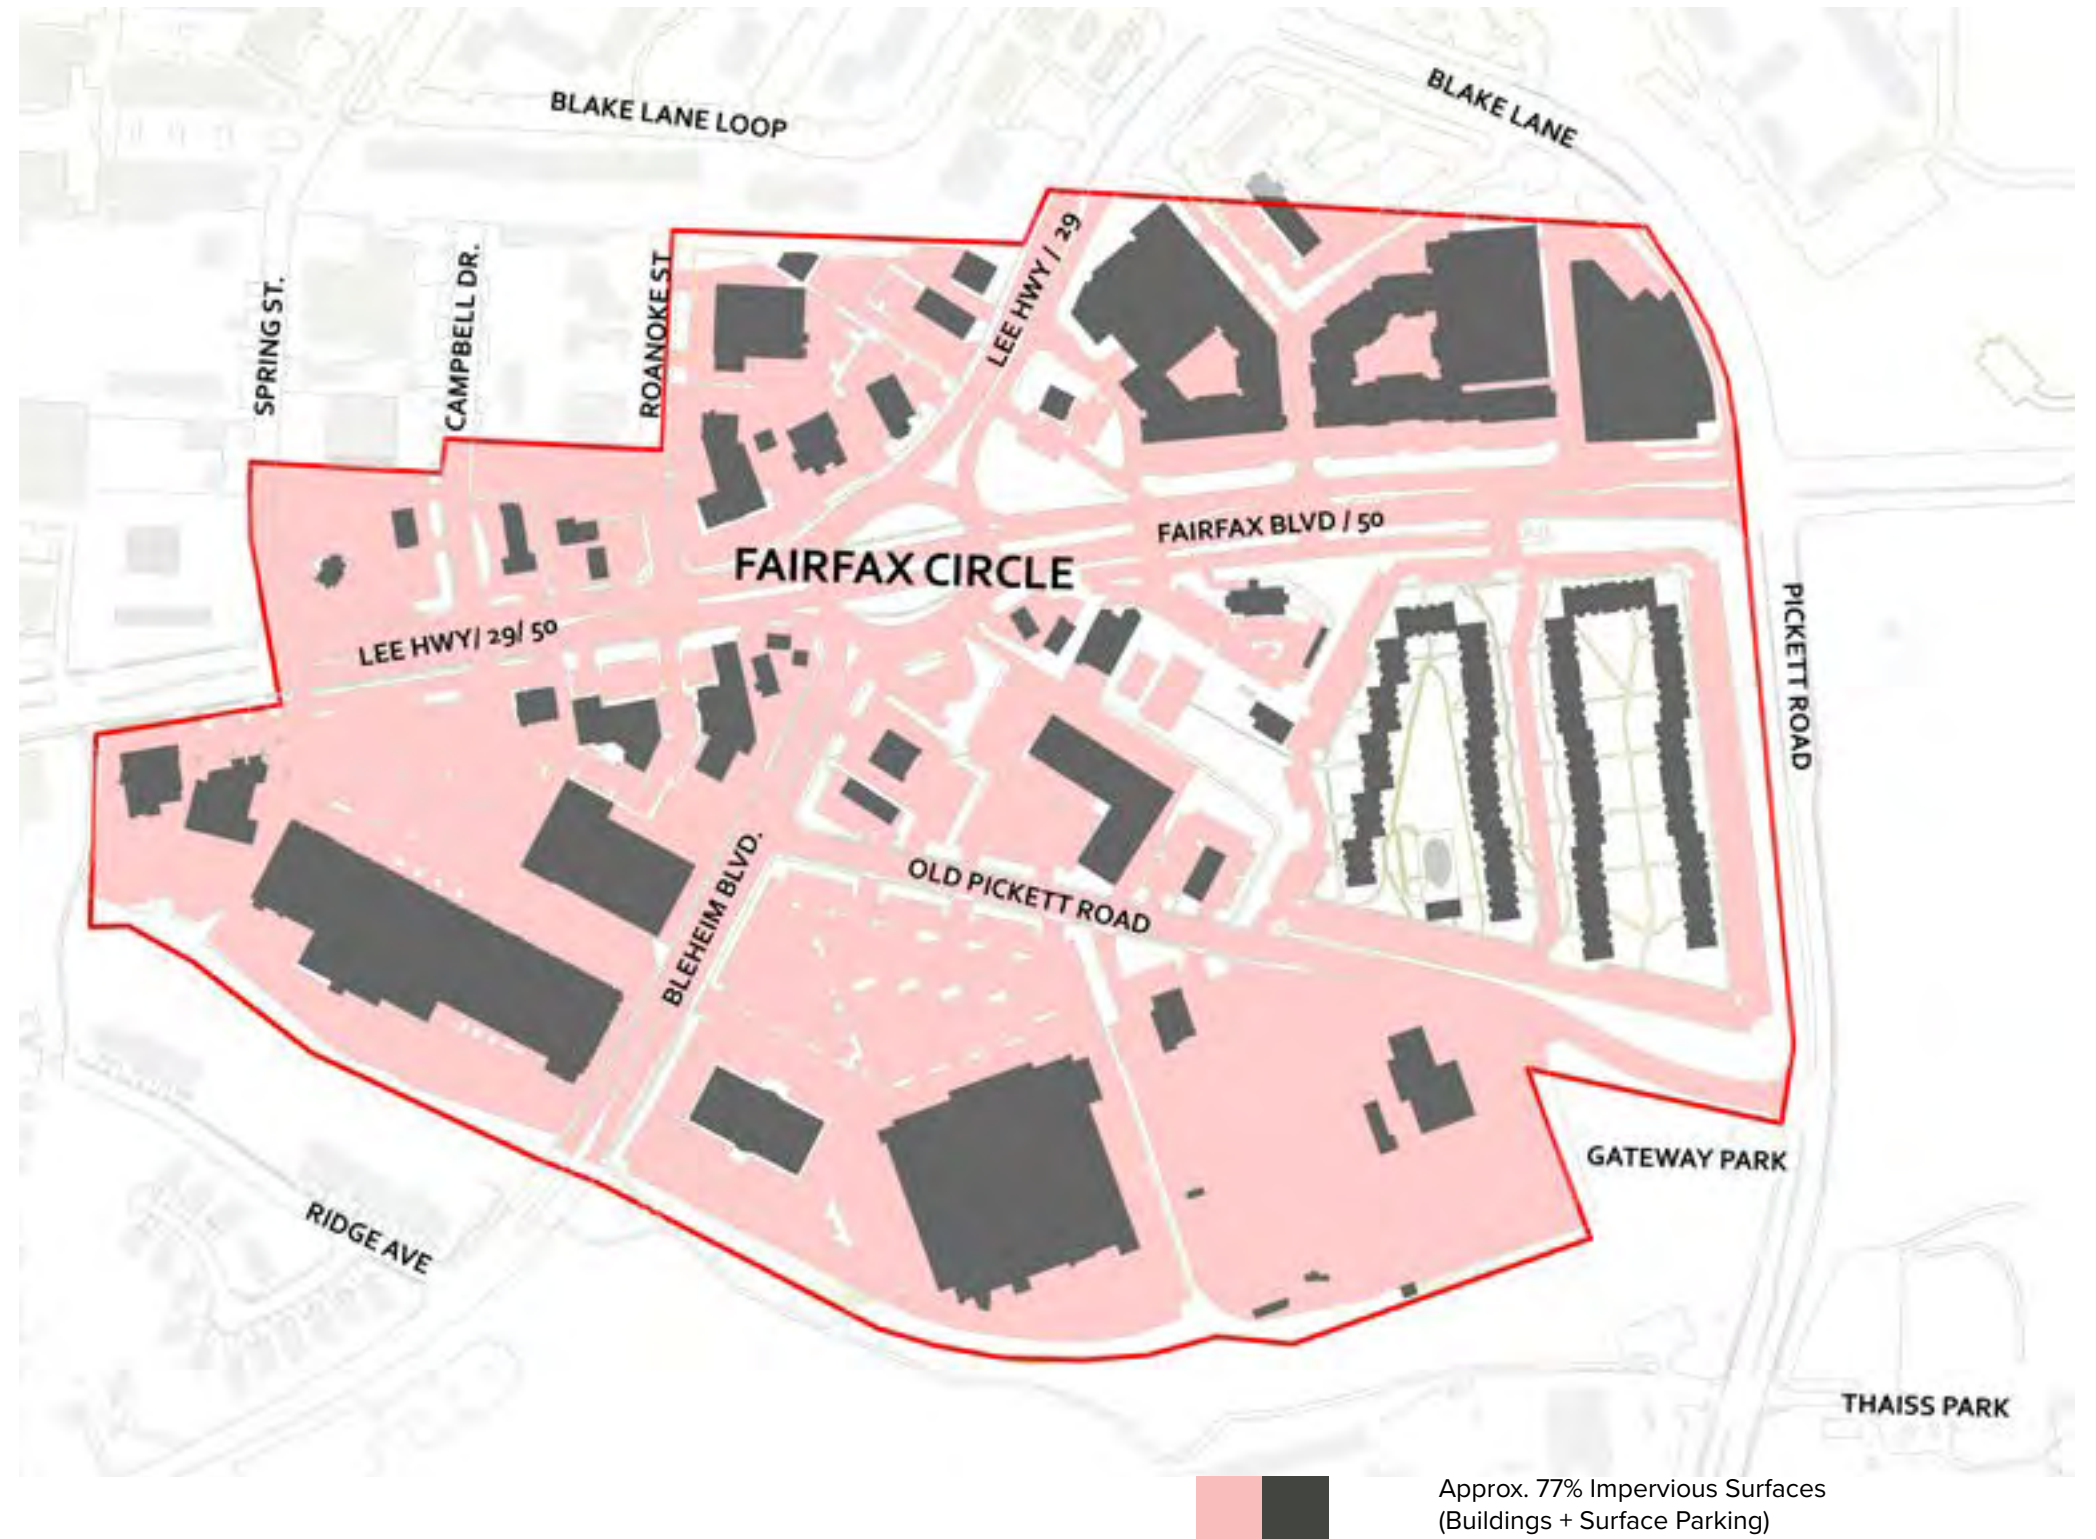 BLAKE LANE LOOP
BLAKE LANE
SPRING ST.
CAMPBELL DR.
ROANOKE ST
LEE HWY / 29
FAIRFAX BLVD / 50
FAIRFAX CIRCLE
LEE HWY/ 29/ 50
PICKETT ROAD
BLEHEIM BLVD.
OLD PICKETT ROAD
GATEWAY PARK
RIDGE AVE
THAISS PARK
Approx. 77% Impervious Surfaces
(Buildings + Surface Parking)